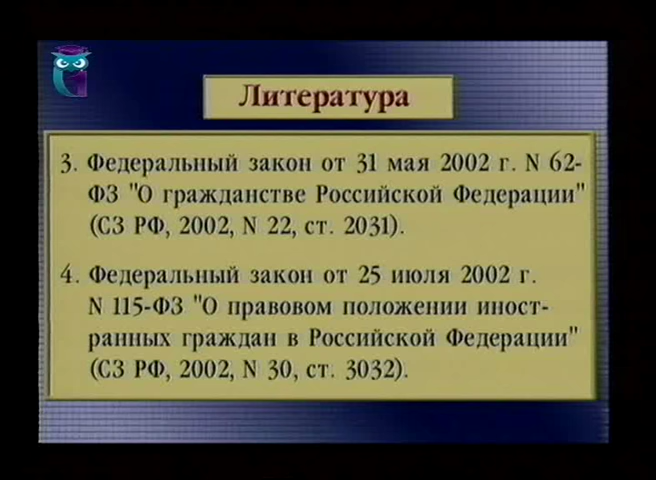 Литература
3. Федеральный закон от 31 мая 2002 г. N 62-
ФЗ "О гражданстве Российской Федерации"
(СЗ РФ, 2002, N 22, ст. 2031).
4. Федеральный закон от 25 июля 2002 г.
N 115-ФЗ "О правовом положении иност-
ранных граждан в Российской Федерации"
(СЗ РФ, 2002, N 30, ст. 3032).